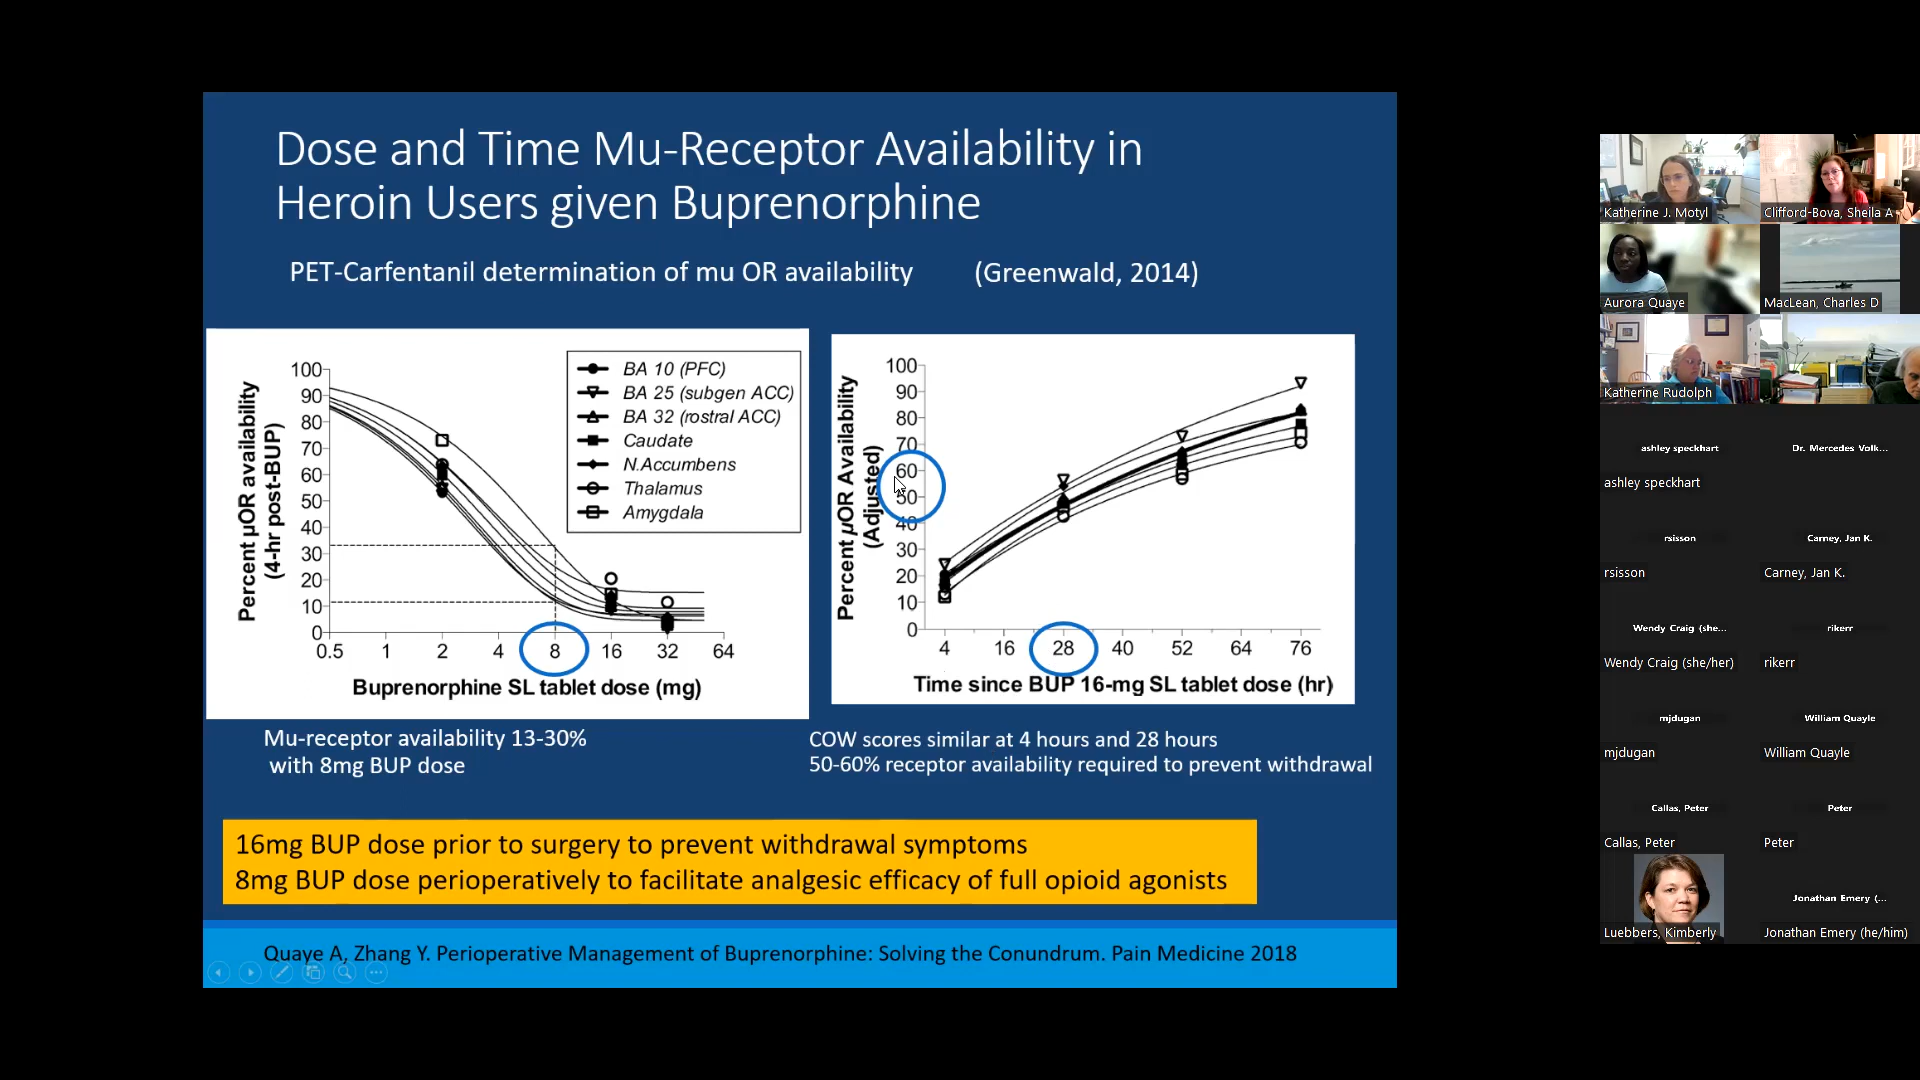 Dose and Time Mu-Receptor Availability in
Heroin Users given Buprenorphine
PET-Carfentanil determination of mu OR availability (Greenwald, 2014)
Percent µOR availability
(4-hr post-BUP)
100
90
80
70
60
50
40
30
20
10
0
0.5 1 2 4 8 16 32 64
Buprenorphine SL tablet dose (mg)
BA 10 (PFC)
BA 25 (subgen ACC)
BA 32 (rostral ACC)
Caudate
N.Accumbens
Thalamus
Amygdala
Percent µOR Availability
(Adjusted)
100
90
80
70
60
50
40
30
20
10
0
4 16 28 40 52 64 76
Time since BUP 16-mg SL tablet dose (hr)
Mu-receptor availability 13-30%
with 8mg BUP dose
COW scores similar at 4 hours and 28 hours
50-60% receptor availability required to prevent withdrawal
16mg BUP dose prior to surgery to prevent withdrawal symptoms
8mg BUP dose perioperatively to facilitate analgesic efficacy of full opioid agonists
Quaye A, Zhang Y. Perioperative Management of Buprenorphine: Solving the Conundrum. Pain Medicine 2018
Katherine J. Motyl
Clifford-Bova, Sheila A
Aurora Quaye
MacLean, Charles D
Katherine Rudolph
ashley speckhart
ashley speckhart
Dr. Mercedes Volk...
rsisson
rsisson
Carney, Jan K.
Carney, Jan K.
Wendy Craig (she...
Wendy Craig (she/her)
rikerr
rikerr
mjdugan
mjdugan
William Quayle
William Quayle
Callas, Peter
Callas, Peter
Peter
Peter
Luebbers, Kimberly
Jonathan Emery (...
Jonathan Emery (he/him)